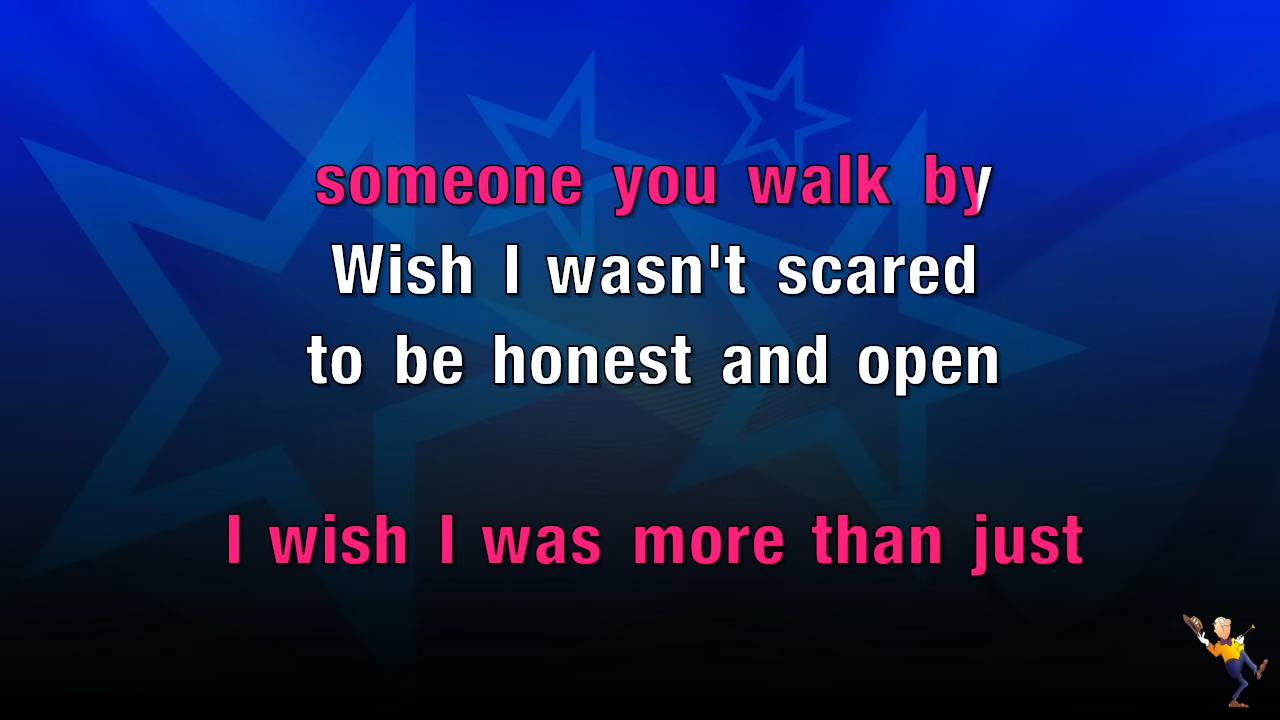 someone you walk by
Wish I wasn't scared
to be honest and open
I wish I was more than just